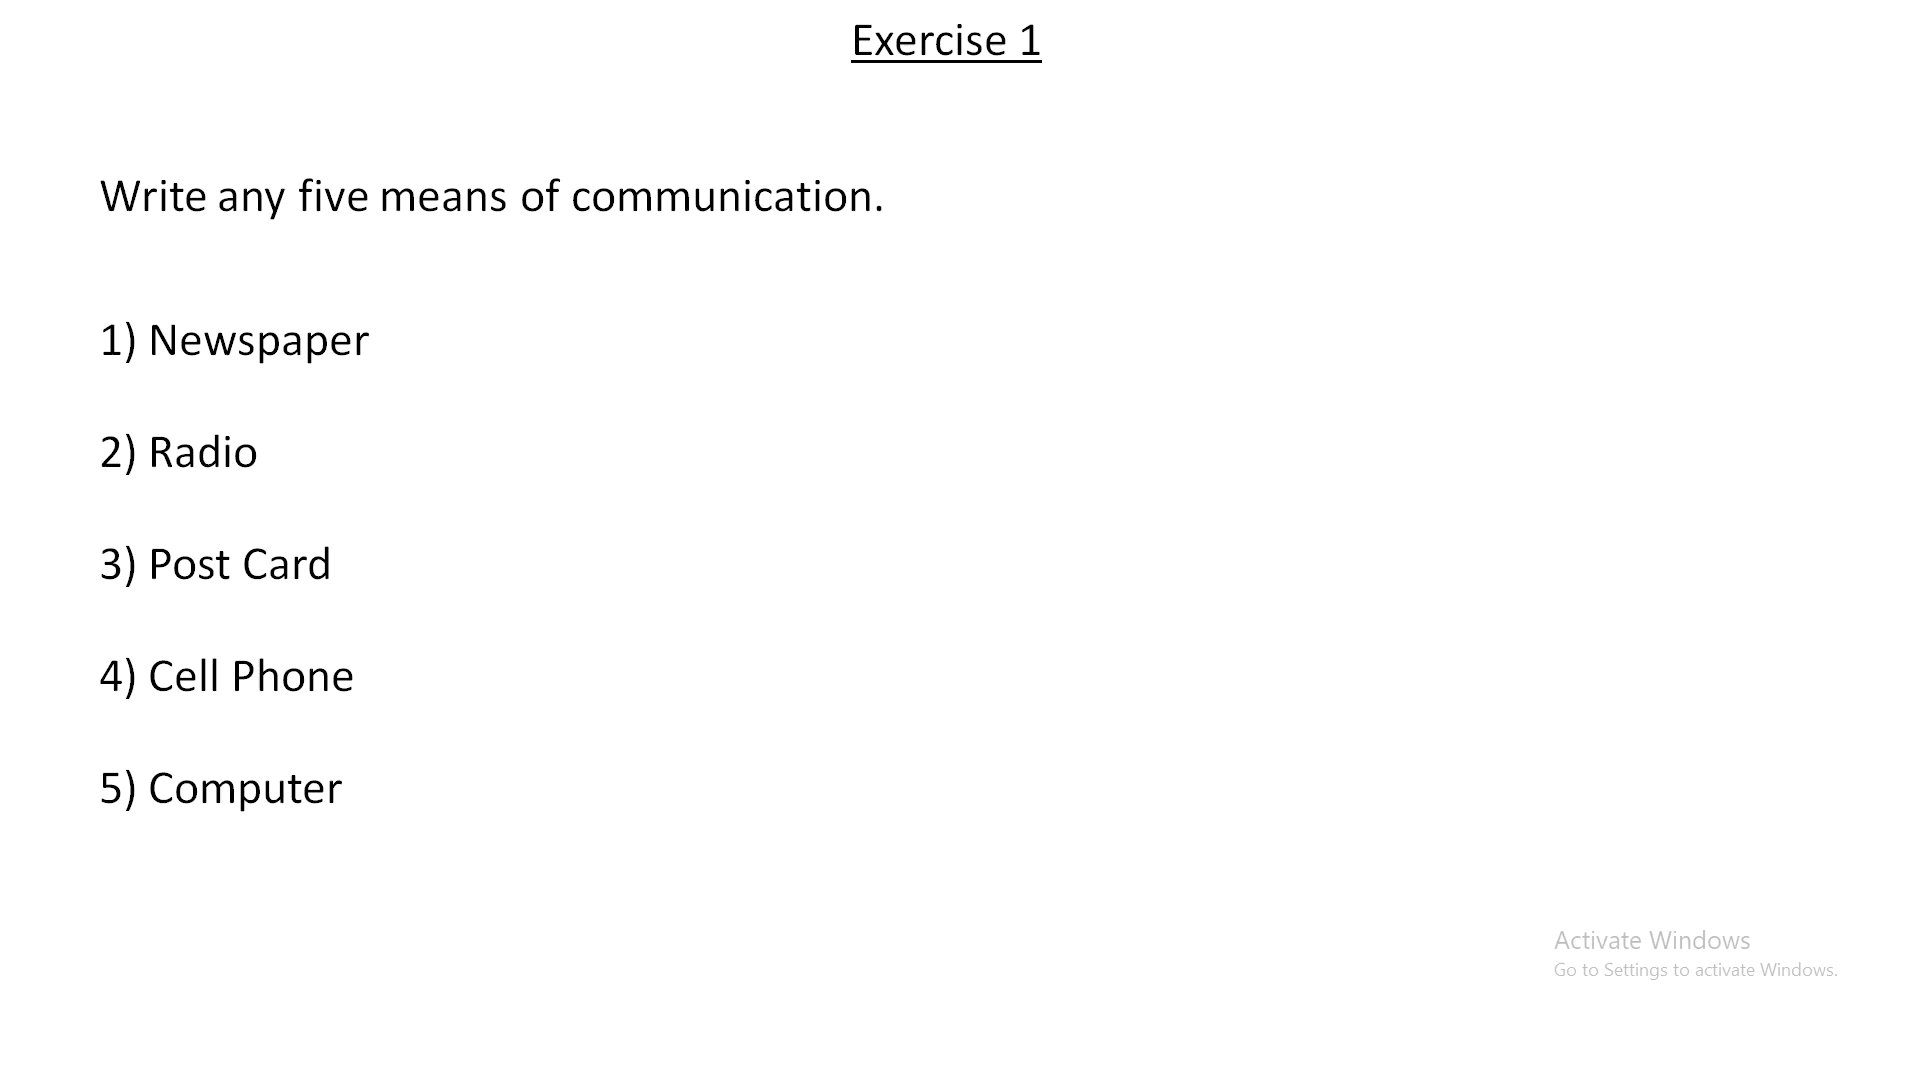 Exercise 1
Write any five means of communication.
1) Newspaper
2) Radio
3) Post Card
4) Cell Phone
5) Computer
Activate Windows
Go to Settings to activate Windows.